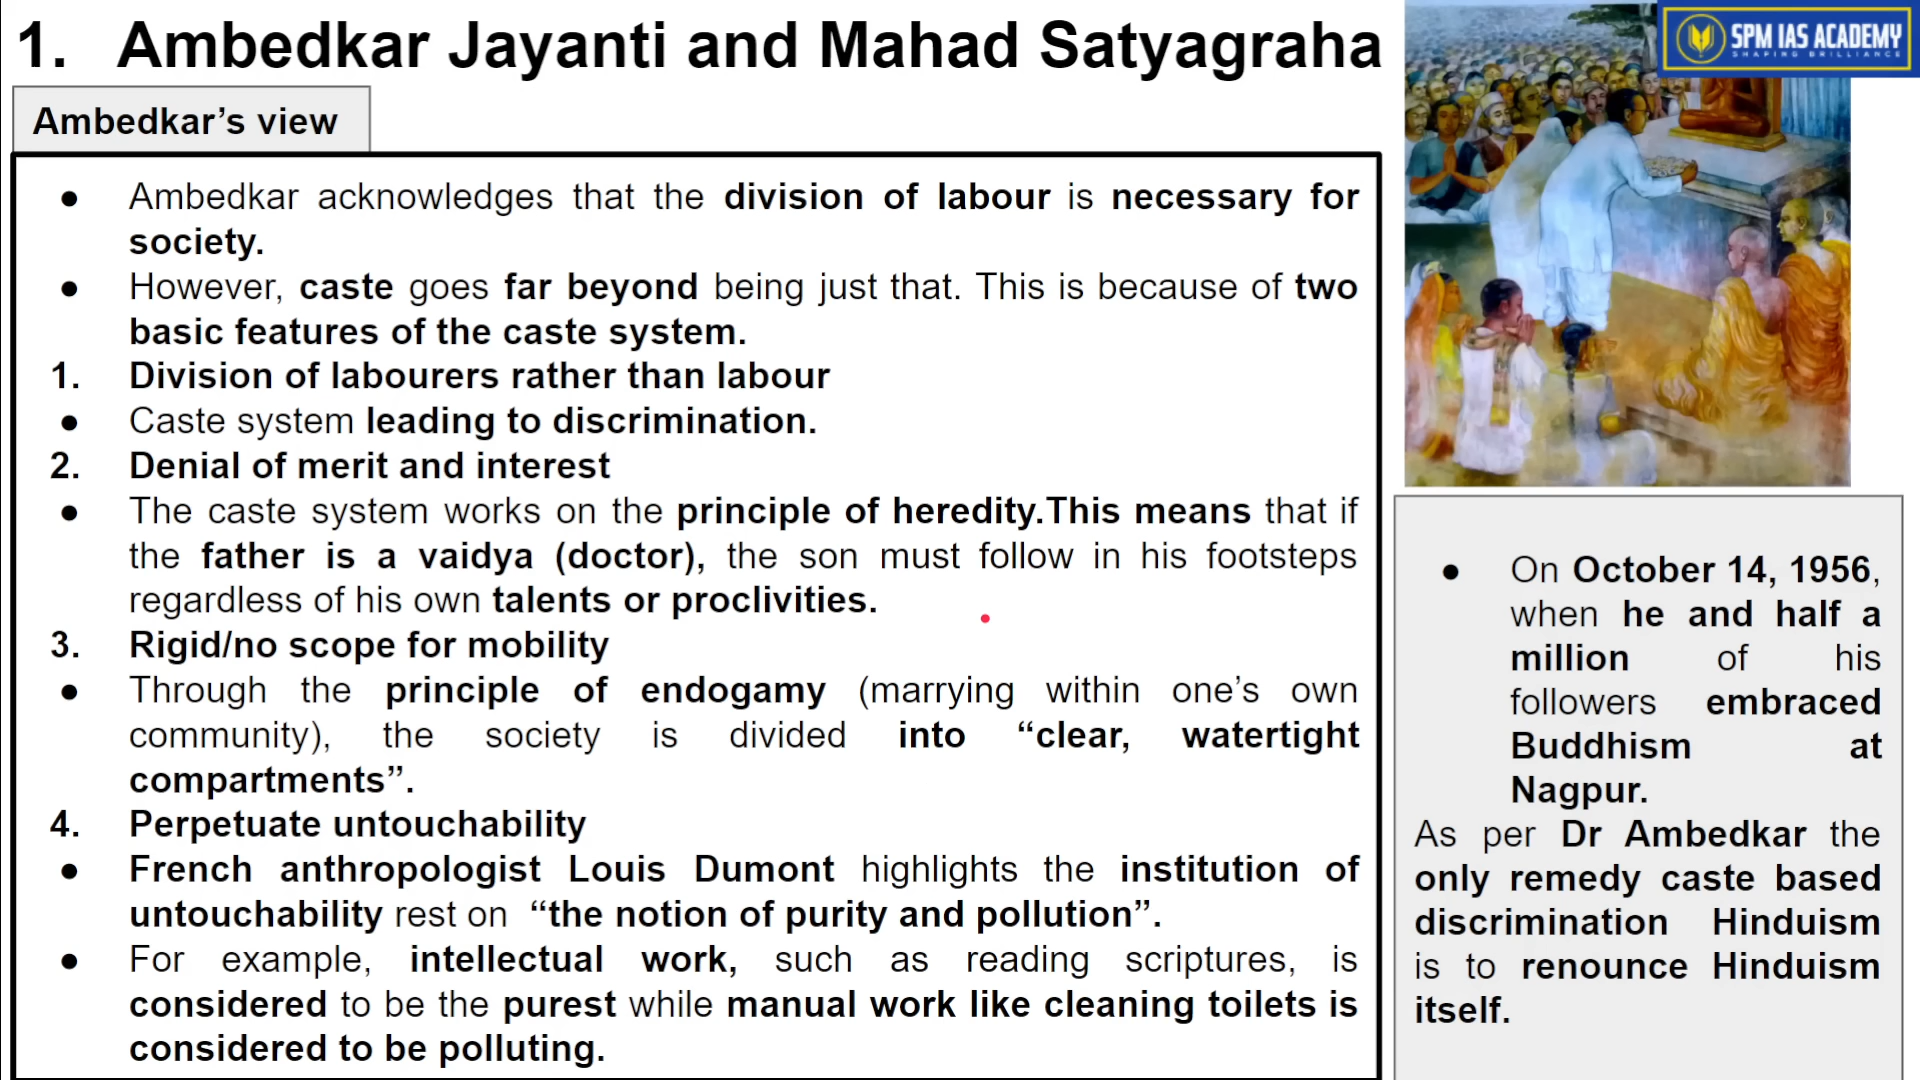 1. Ambedkar Jayanti and Mahad Satyagraha
SPM IAS ACADEMY
SHAPING BRILLIANCE
Ambedkar’s view
● Ambedkar acknowledges that the division of labour is necessary for
society.
● However, caste goes far beyond being just that. This is because of two
basic features of the caste system.
1. Division of labourers rather than labour
● Caste system leading to discrimination.
2. Denial of merit and interest
● The caste system works on the principle of heredity.This means that if
the father is a vaidya (doctor), the son must follow in his footsteps
regardless of his own talents or proclivities.
3. Rigid/no scope for mobility
● Through the principle of endogamy (marrying within one’s own
community), the society is divided into “clear, watertight
compartments”.
4. Perpetuate untouchability
● French anthropologist Louis Dumont highlights the institution of
untouchability rest on “the notion of purity and pollution”.
● For example, intellectual work, such as reading scriptures, is
considered to be the purest while manual work like cleaning toilets is
considered to be polluting.
● On October 14, 1956,
when he and half a
million of his
followers embraced
Buddhism at
Nagpur.
As per Dr Ambedkar the
only remedy caste based
discrimination Hinduism
is to renounce Hinduism
itself.